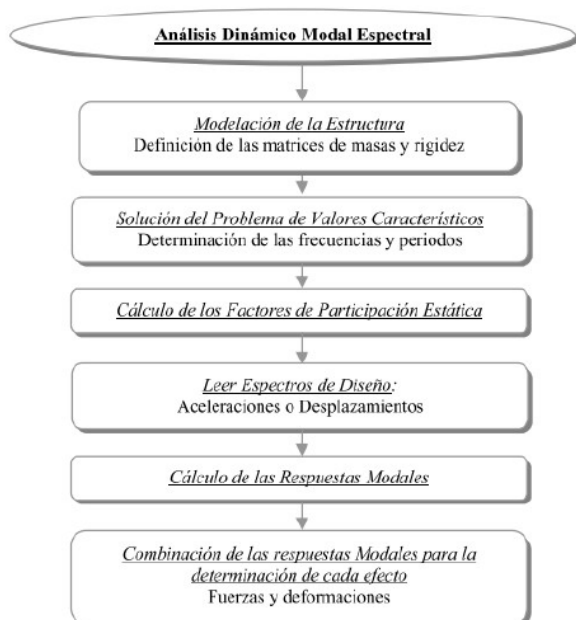 Análisis Dinámico Modal Espectral
Modelación de la Estructura
Definición de las matrices de masas y rigidez
Solución del Problema de Valores Característicos
Determinación de las frecuencias y periodos
Cálculo de los Factores de Participación Estática
Leer Espectros de Diseño:
Aceleraciones o Desplazamientos
Cálculo de las Respuestas Modales
Combinación de las respuestas Modales para la
determinación de cada efecto
Fuerzas y deformaciones